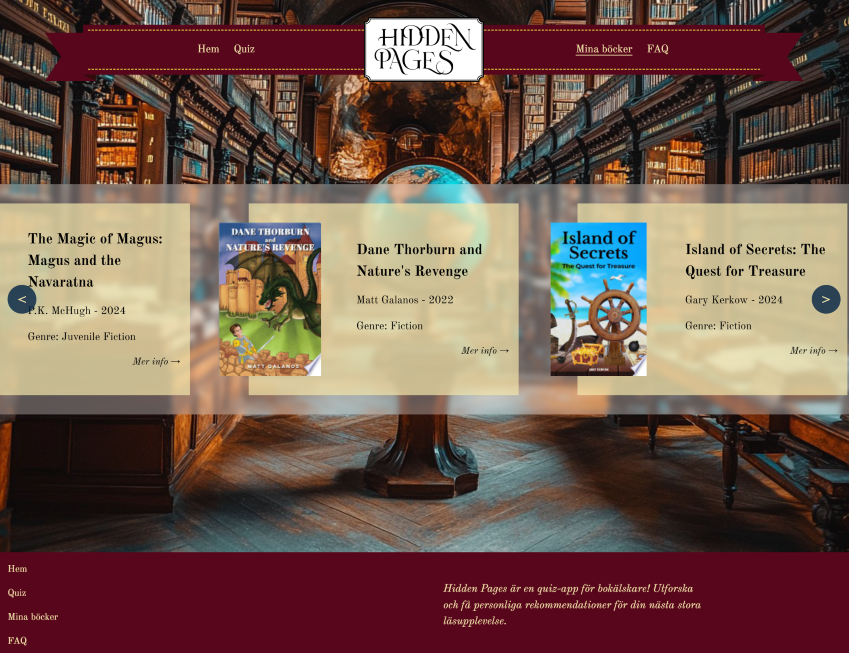 Hem Quiz
HIDDEN
PAGES
Mina böcker FAQ
The Magic of Magus:
Magus and the
Navaratna
P.K. McHugh - 2024
Genre: Juvenile Fiction
Mer info →
<
DANE THORBURN
and
NATURE'S REVENGE
MATT GALANOS
Dane Thorburn and
Nature's Revenge
Matt Galanos - 2022
Genre: Fiction
Mer info →
Island of
Secrets
The Quest for Treasure
Island of Secrets: The
Quest for Treasure
Gary Kerkow - 2024
Genre: Fiction
Mer info →
>
Hem
Quiz
Mina böcker
FAQ
Hidden Pages är en quiz-app för bokälskare! Utforska
och få personliga rekommendationer för din nästa stora
läsupplevelse.